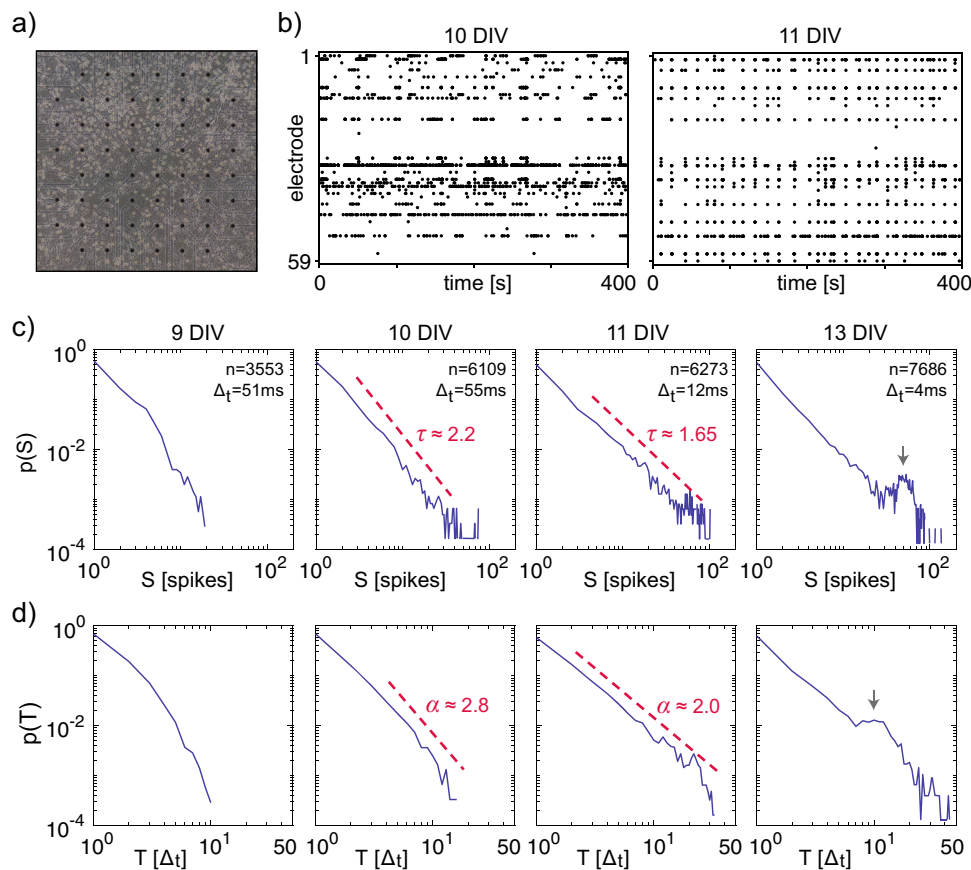 a)
b)
10 DIV
11 DIV
1
electrode
59
0
time [s]
400
0
time [s]
400
c)
9 DIV
10 DIV
11 DIV
13 DIV
p(S)
10^0
10^-2
10^-4
n=3553
Δt=51ms
n=6109
Δt=55ms
τ ≈ 2.2
n=6273
Δt=12ms
τ ≈ 1.65
n=7686
Δt=4ms
10^0
10^2
10^0
10^2
10^0
10^2
10^0
10^2
S [spikes]
S [spikes]
S [spikes]
S [spikes]
d)
p(T)
10^0
10^-2
10^-4
α ≈ 2.8
α ≈ 2.0
10^0
10^1
50
10^0
10^1
50
10^0
10^1
50
10^0
10^1
50
T [Δt]
T [Δt]
T [Δt]
T [Δt]